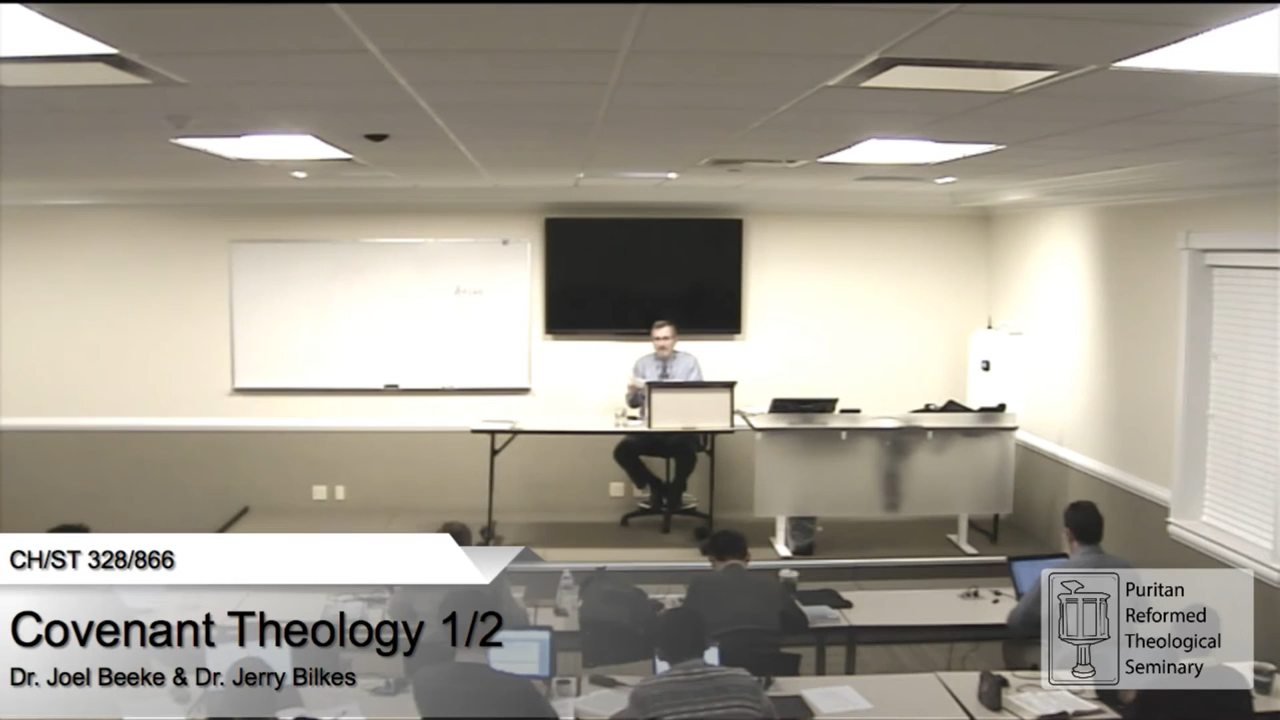 CH/ST 328/866
Covenant Theology 1/2
Dr. Joel Beeke & Dr. Jerry Bilkes
Puritan
Reformed
Theological
Seminary